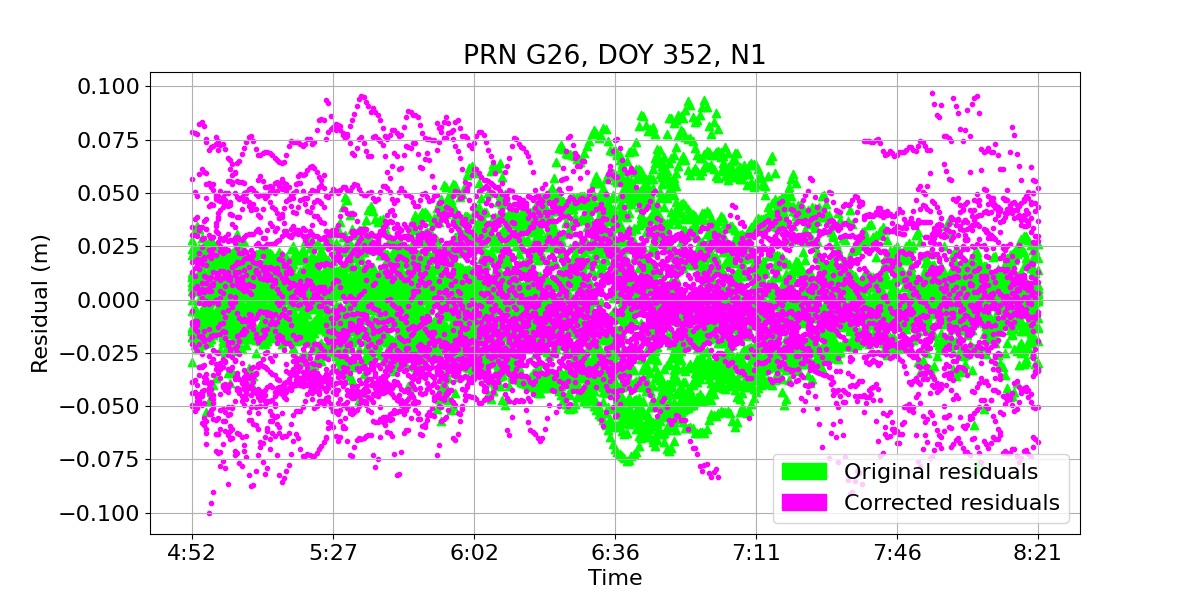 PRN G26, DOY 352, N1
Residual (m)
0.100
0.075
0.050
0.025
0.000
−0.025
−0.050
−0.075
−0.100
Original residuals
Corrected residuals
4:52 5:27 6:02 6:36 7:11 7:46 8:21
Time